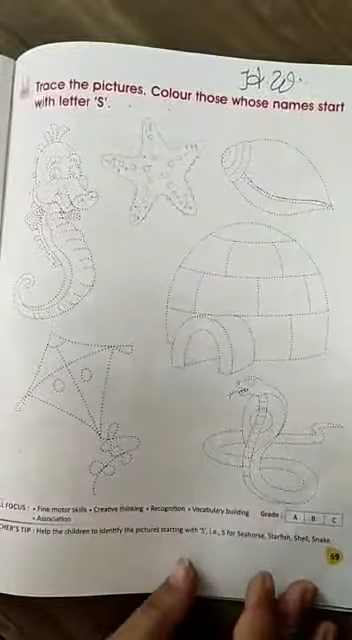 Trace the pictures. Colour those whose names start
with letter 'S'.
FOCUS : • Fine motor skills • Creative thinking • Recognition • Vocabulary building Grade : A B C
• Association
TIP : Help the children to identify the pictures starting with 'S', i.e., S for Seahorse, Starfish, Shell, Snake.
69